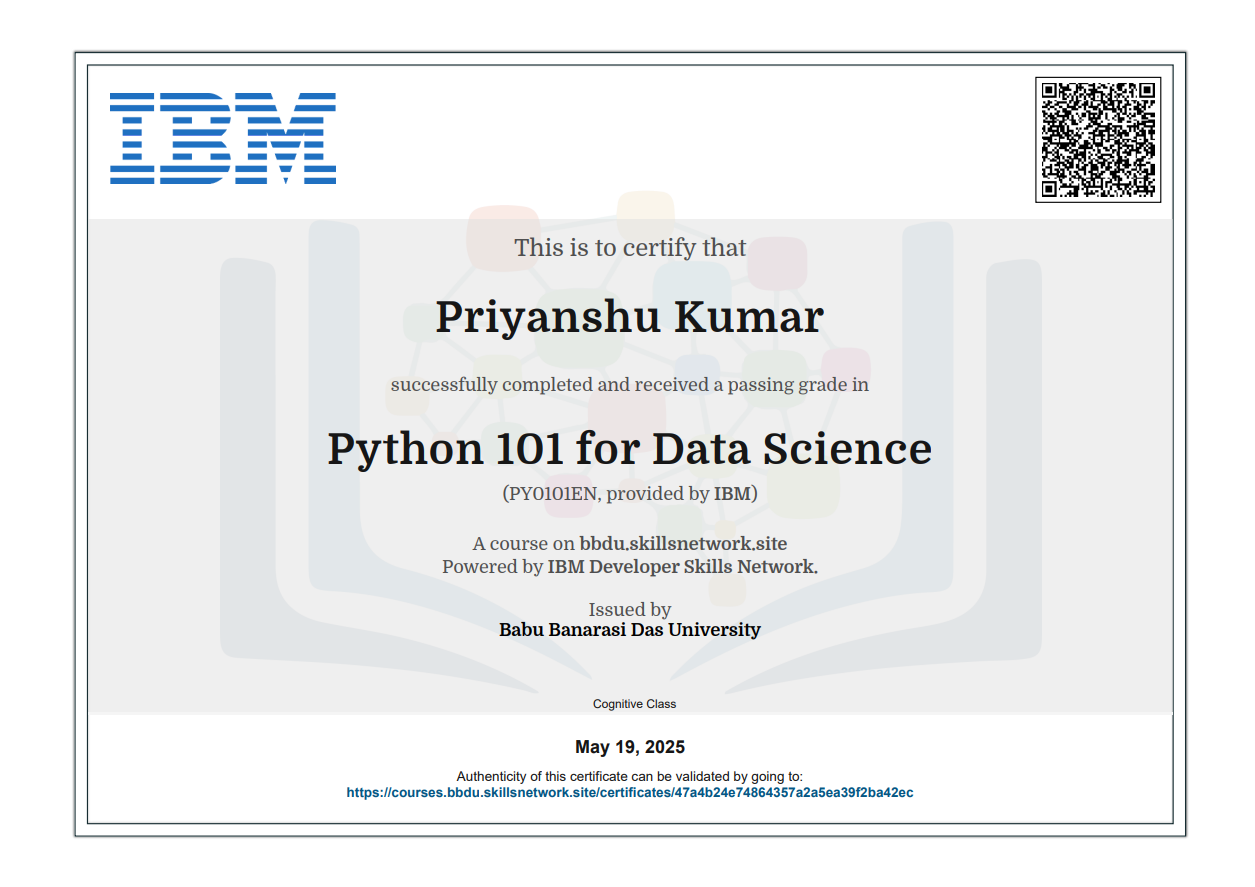 IBM
This is to certify that
Priyanshu Kumar
successfully completed and received a passing grade in
Python 101 for Data Science
(PY0101EN, provided by IBM)
A course on bbdu.skillsnetwork.site
Powered by IBM Developer Skills Network.
Issued by
Babu Banarasi Das University
Cognitive Class
May 19, 2025
Authenticity of this certificate can be validated by going to:
https://courses.bbdu.skillsnetwork.site/certificates/47a4b24e74864357a2a5ea39f2ba42ec